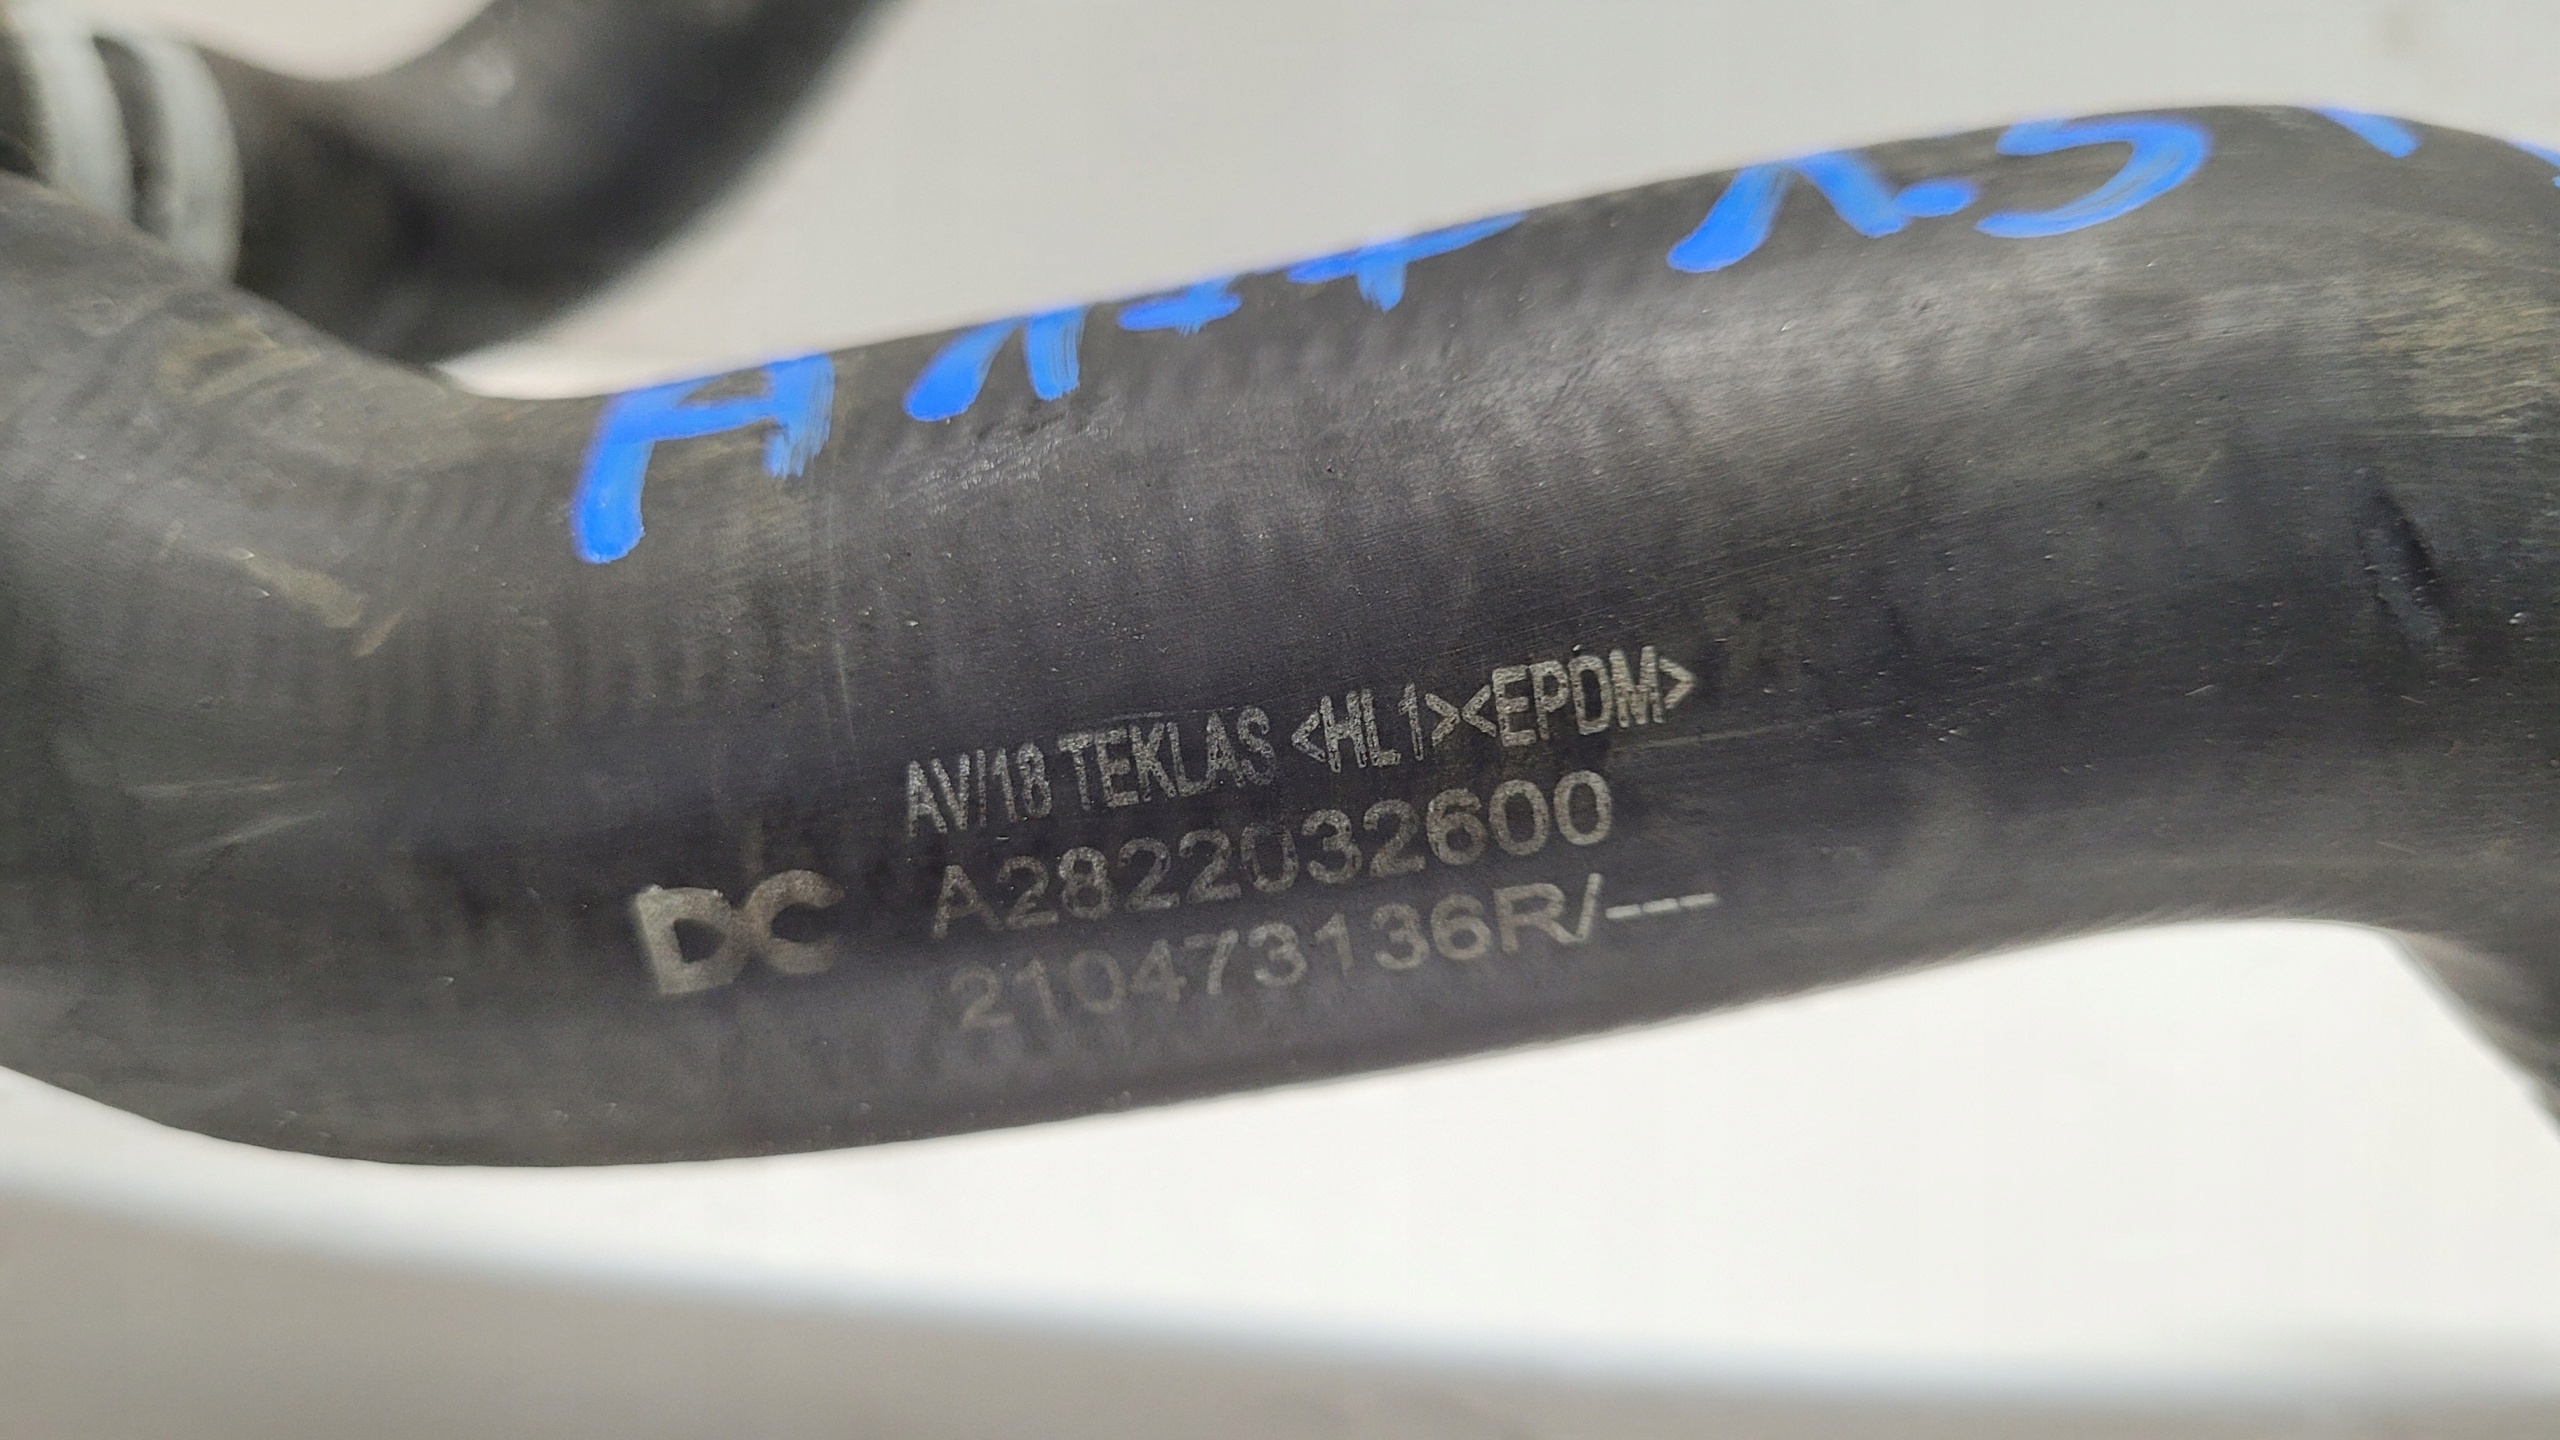 AV/18 TEKLAS <HL1><EPDM>
DC A2822032600
210473136R/---